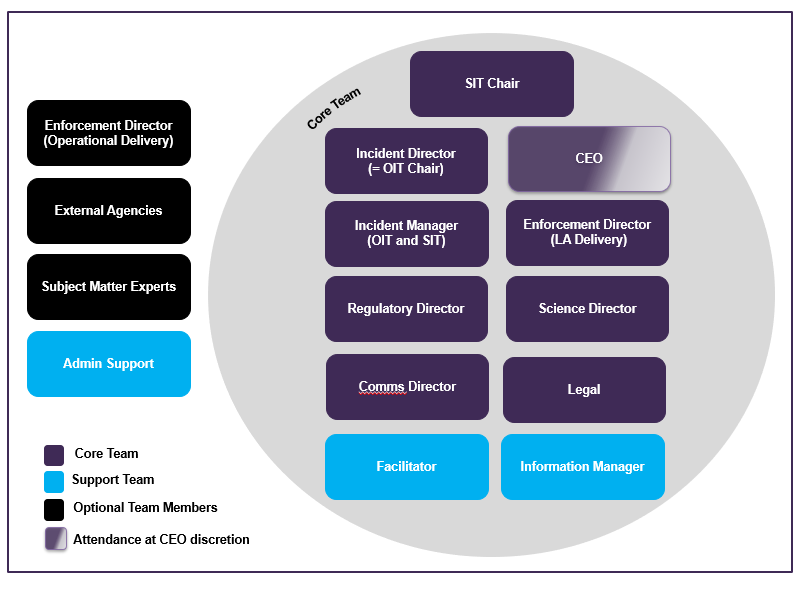 Core Team
SIT Chair
Incident Director
(= OIT Chair)
CEO
Incident Manager
(OIT and SIT)
Enforcement Director
(LA Delivery)
Regulatory Director
Science Director
Comms Director
Legal
Facilitator
Information Manager
Enforcement Director
(Operational Delivery)
External Agencies
Subject Matter Experts
Admin Support
Core Team
Support Team
Optional Team Members
Attendance at CEO discretion